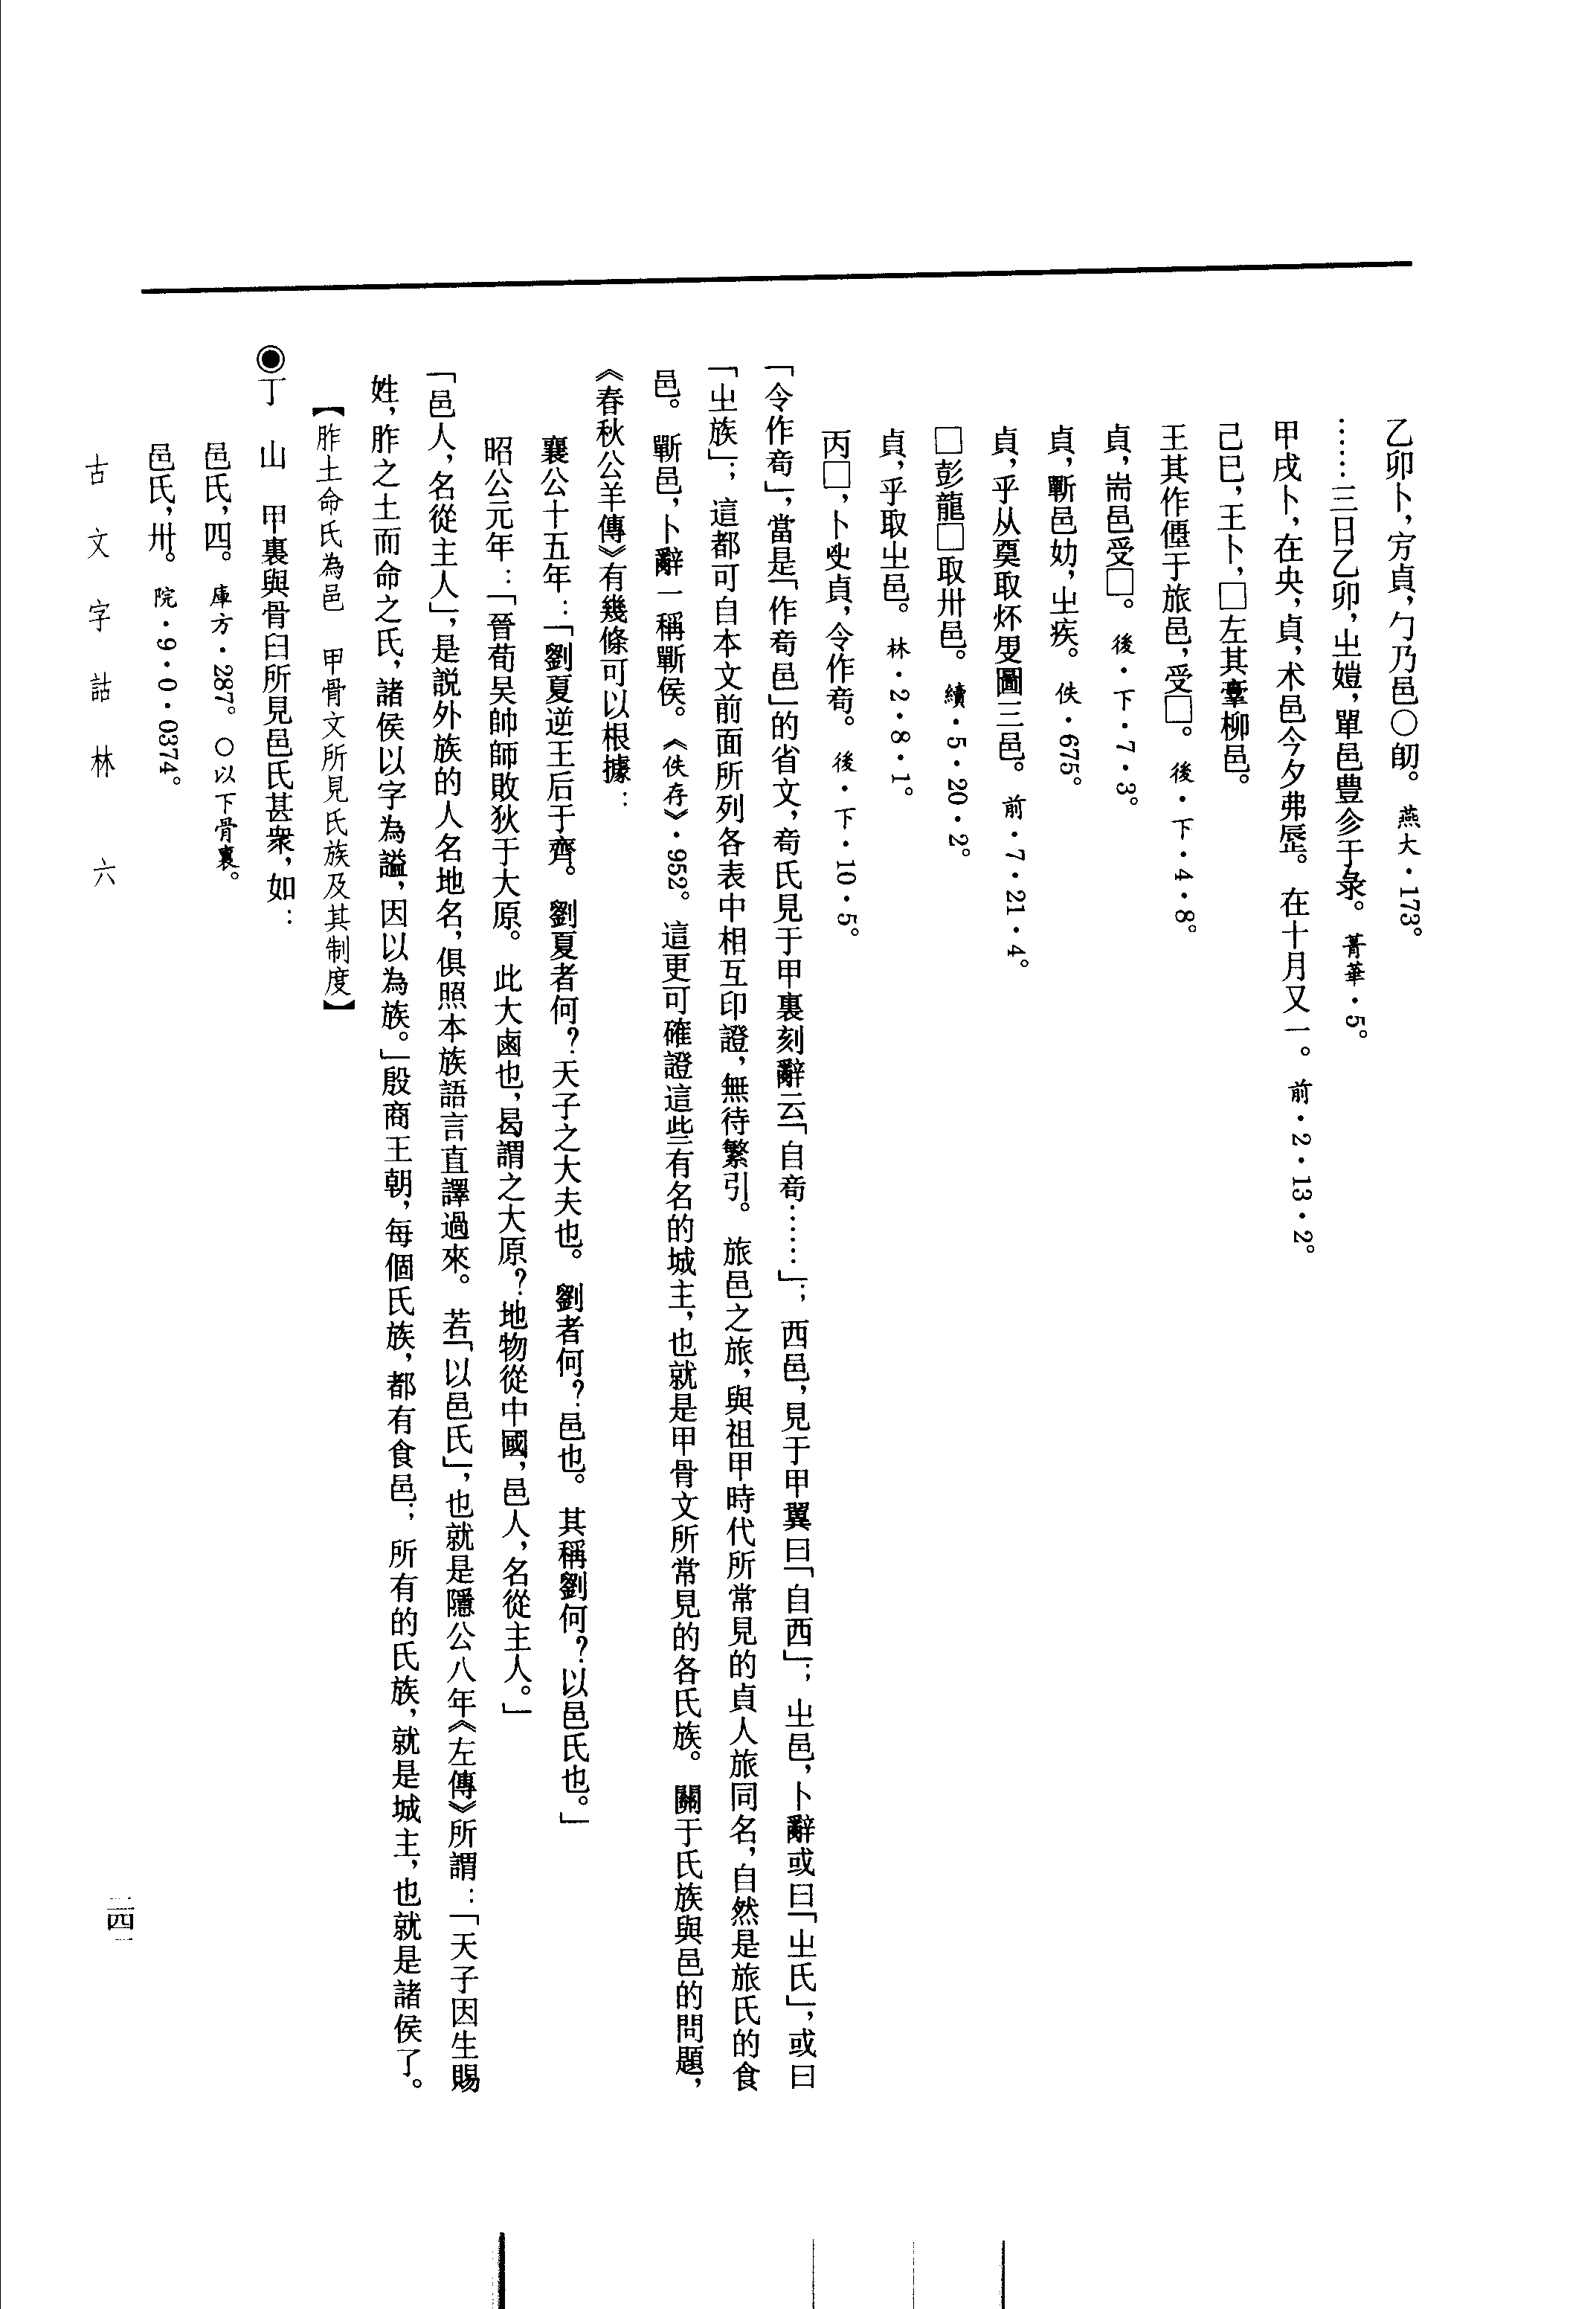 乙卯卜，方貞，勹乃邑〇卹。 燕大·173。
……三日乙卯，㞢嬉，單邑豐㐱于录。 菁華·5。
甲戌卜，在央，貞，术邑今夕弗𡄰。 在十月又一。 前·2·13·2。
己巳，王卜，□左其𦎫柳邑。
王其作僊于旅邑，受□。 後·下·4·8。
貞，耑邑受□。 後·下·7·3。
貞，斲邑妫，㞢疾。 佚·675。
貞，乎从奠取怀㕜圖三邑。 前·7·21·4。
□彭龍□取卅邑。 續·5·20·2。
貞，乎取㞢邑。 林·2·8·1。
丙□，卜史貞，令作𠶷。 後·下·10·5。
「令作𠶷」，當是「作𠶷邑」的省文，𠶷氏見于甲裏刻辭云「自𠶷……」；西邑，見于甲翼曰「自西」；㞢邑，卜辭或曰「㞢氏」，或曰
「㞢族」；這都可自本文前面所列各表中相互印證，無待繁引。 旅邑之旅，與祖甲時代所常見的貞人旅同名，自然是旅氏的食
邑。 斲邑，卜辭一稱斲侯。《佚存》·952。 這更可確證這些有名的城主，也就是甲骨文所常見的各氏族。 關于氏族與邑的問題，
《春秋公羊傳》有幾條可以根據：
襄公十五年：「劉夏逆王后于齊。 劉夏者何？天子之大夫也。 劉者何？邑也。 其稱劉何？以邑氏也。」
昭公元年：「晉荀吴帥師敗狄于大原。 此大鹵也，曷謂之大原？地物從中國，邑人，名從主人。」
「邑人，名從主人」，是説外族的人名地名，俱照本族語言直譯過來。 若「以邑氏」，也就是隱公八年《左傳》所謂：「天子因生賜
姓，胙之土而命之氏，諸侯以字為謚，因以為族。」殷商王朝，每個氏族，都有食邑；所有的氏族，就是城主，也就是諸侯了。
【胙土命氏為邑 甲骨文所見氏族及其制度】
◉丁 山 甲裏與骨臼所見邑氏甚衆，如：
邑氏，四。 庫方·287。 〇以下骨裏。
邑氏，卅。 院·9·0·0374。
古文字詁林 六